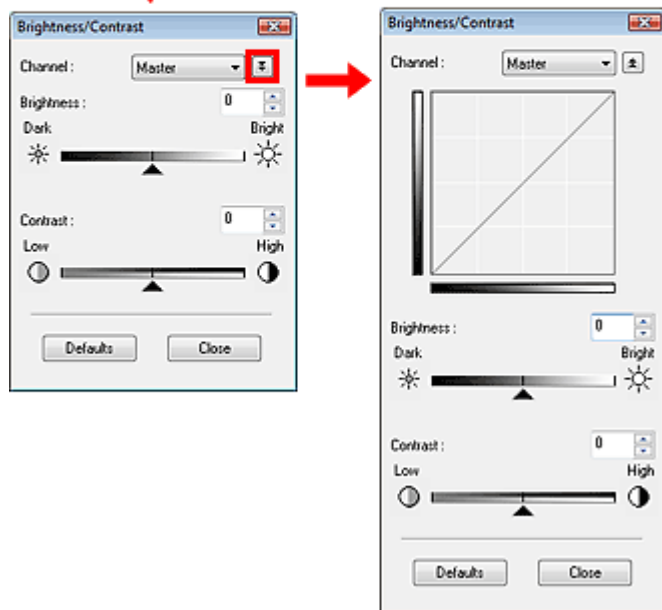 Brightness/Contrast
Channel : Master
Brightness : 0
Dark Bright
Contrast : 0
Low High
Defaults Close
Brightness/Contrast
Channel : Master
Brightness : 0
Dark Bright
Contrast : 0
Low High
Defaults Close